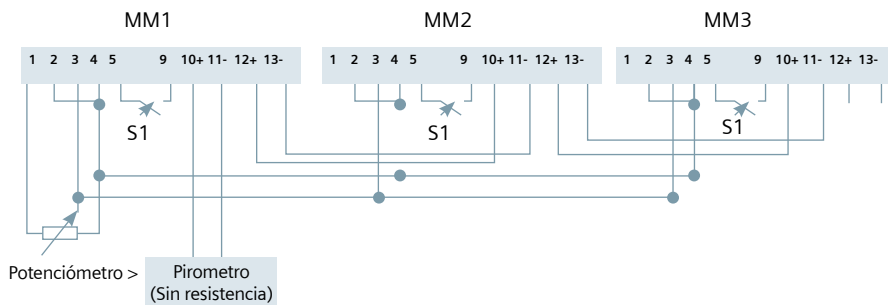 MM1 MM2 MM3
1 2 3 4 5 9 10+ 11- 12+ 13- 1 2 3 4 5 9 10+ 11- 12+ 13- 1 2 3 4 5 9 10+ 11- 12+ 13-
S1 S1 S1
Potenciómetro > Pirometro
(Sin resistencia)